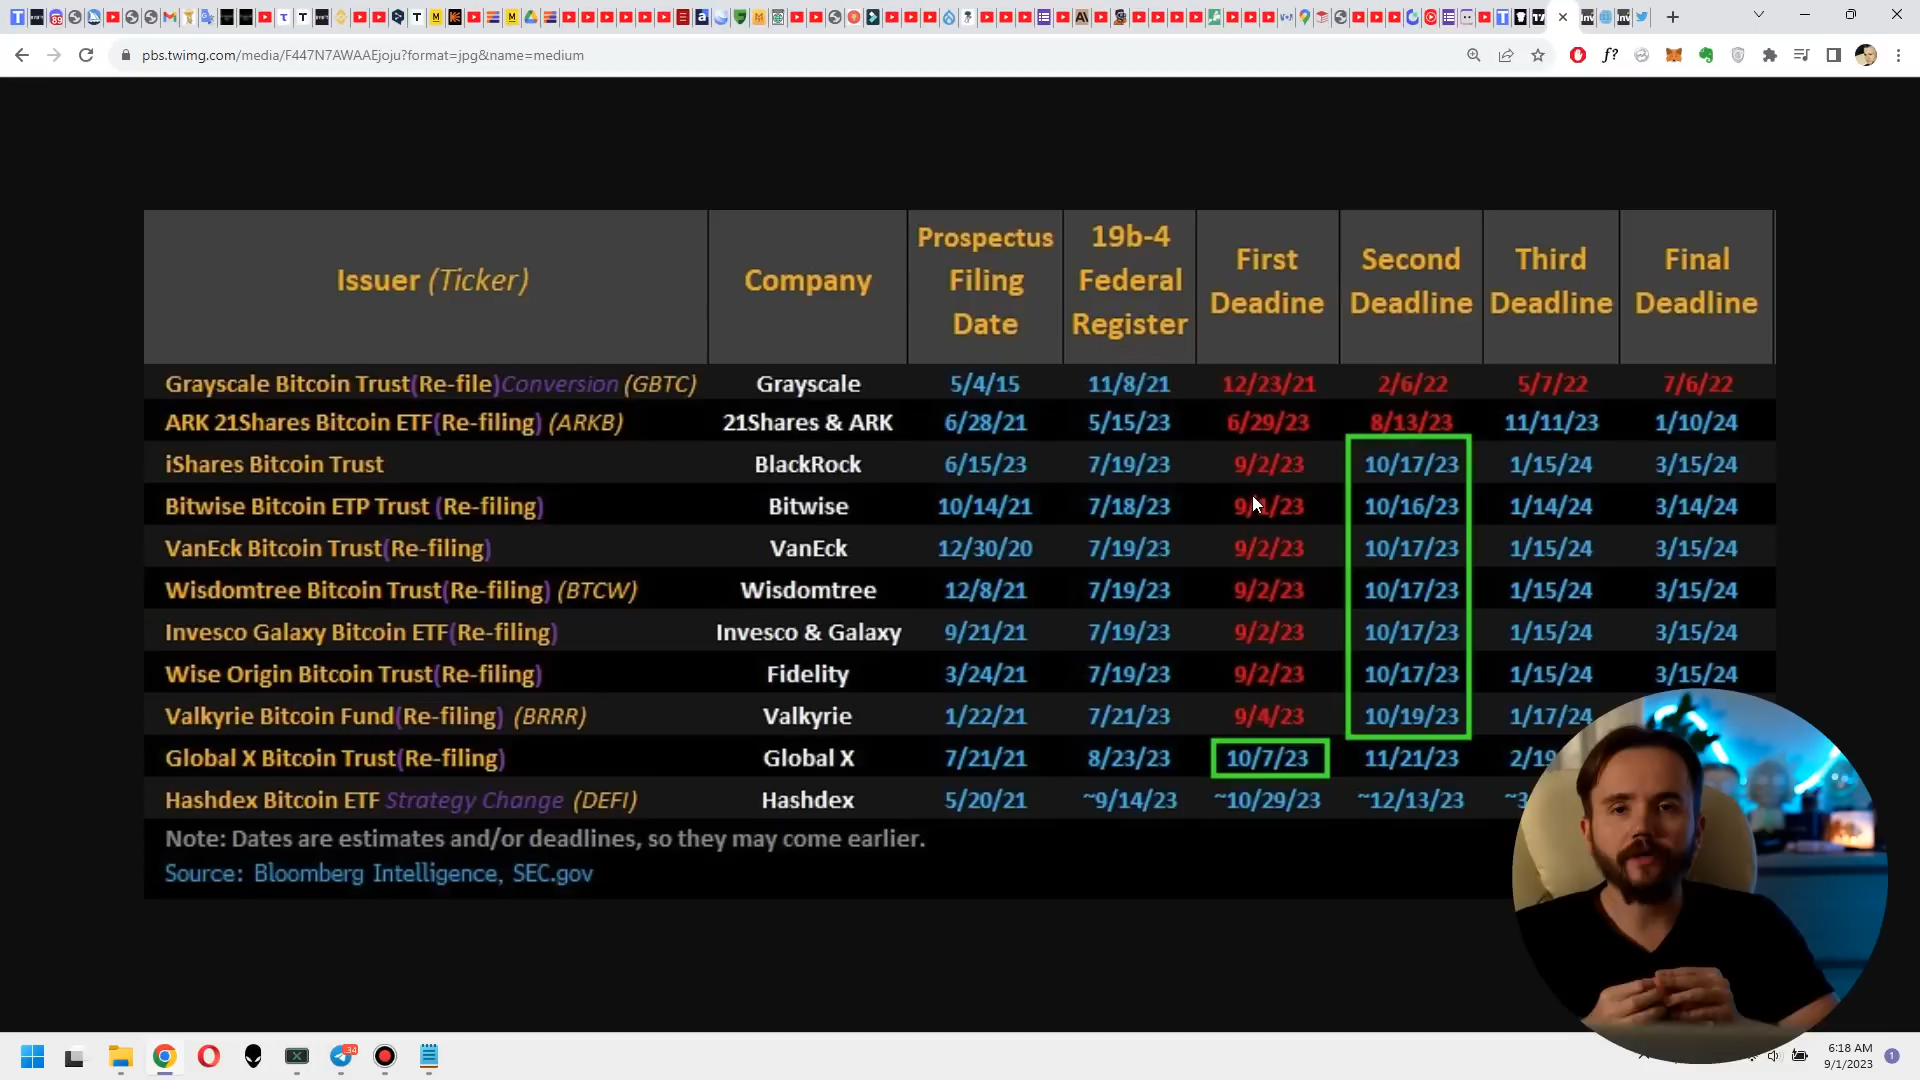 pbs.twimg.com/media/F447N7AWAAEjoju?format=jpg&name=medium
Issuer (Ticker) Company Prospectus Filing Date 19b-4 Federal Register First Deadine Second Deadline Third Deadline Final Deadline
Grayscale Bitcoin Trust(Re-file)Conversion (GBTC) Grayscale 5/4/15 11/8/21 12/23/21 2/6/22 5/7/22 7/6/22
ARK 21Shares Bitcoin ETF(Re-filing) (ARKB) 21Shares & ARK 6/28/21 5/15/23 6/29/23 8/13/23 11/11/23 1/10/24
iShares Bitcoin Trust BlackRock 6/15/23 7/19/23 9/2/23 10/17/23 1/15/24 3/15/24
Bitwise Bitcoin ETP Trust (Re-filing) Bitwise 10/14/21 7/18/23 9/1/23 10/16/23 1/14/24 3/14/24
VanEck Bitcoin Trust(Re-filing) VanEck 12/30/20 7/19/23 9/2/23 10/17/23 1/15/24 3/15/24
Wisdomtree Bitcoin Trust(Re-filing) (BTCW) Wisdomtree 12/8/21 7/19/23 9/2/23 10/17/23 1/15/24 3/15/24
Invesco Galaxy Bitcoin ETF(Re-filing) Invesco & Galaxy 9/21/21 7/19/23 9/2/23 10/17/23 1/15/24 3/15/24
Wise Origin Bitcoin Trust(Re-filing) Fidelity 3/24/21 7/19/23 9/2/23 10/17/23 1/15/24 3/15/24
Valkyrie Bitcoin Fund(Re-filing) (BRRR) Valkyrie 1/22/21 7/21/23 9/4/23 10/19/23 1/17/24
Global X Bitcoin Trust(Re-filing) Global X 7/21/21 8/23/23 10/7/23 11/21/23 2/19
Hashdex Bitcoin ETF Strategy Change (DEFI) Hashdex 5/20/21 ~9/14/23 ~10/29/23 ~12/13/23 ~3
Note: Dates are estimates and/or deadlines, so they may come earlier.
Source: Bloomberg Intelligence, SEC.gov
34
6:18 AM
9/1/2023
1